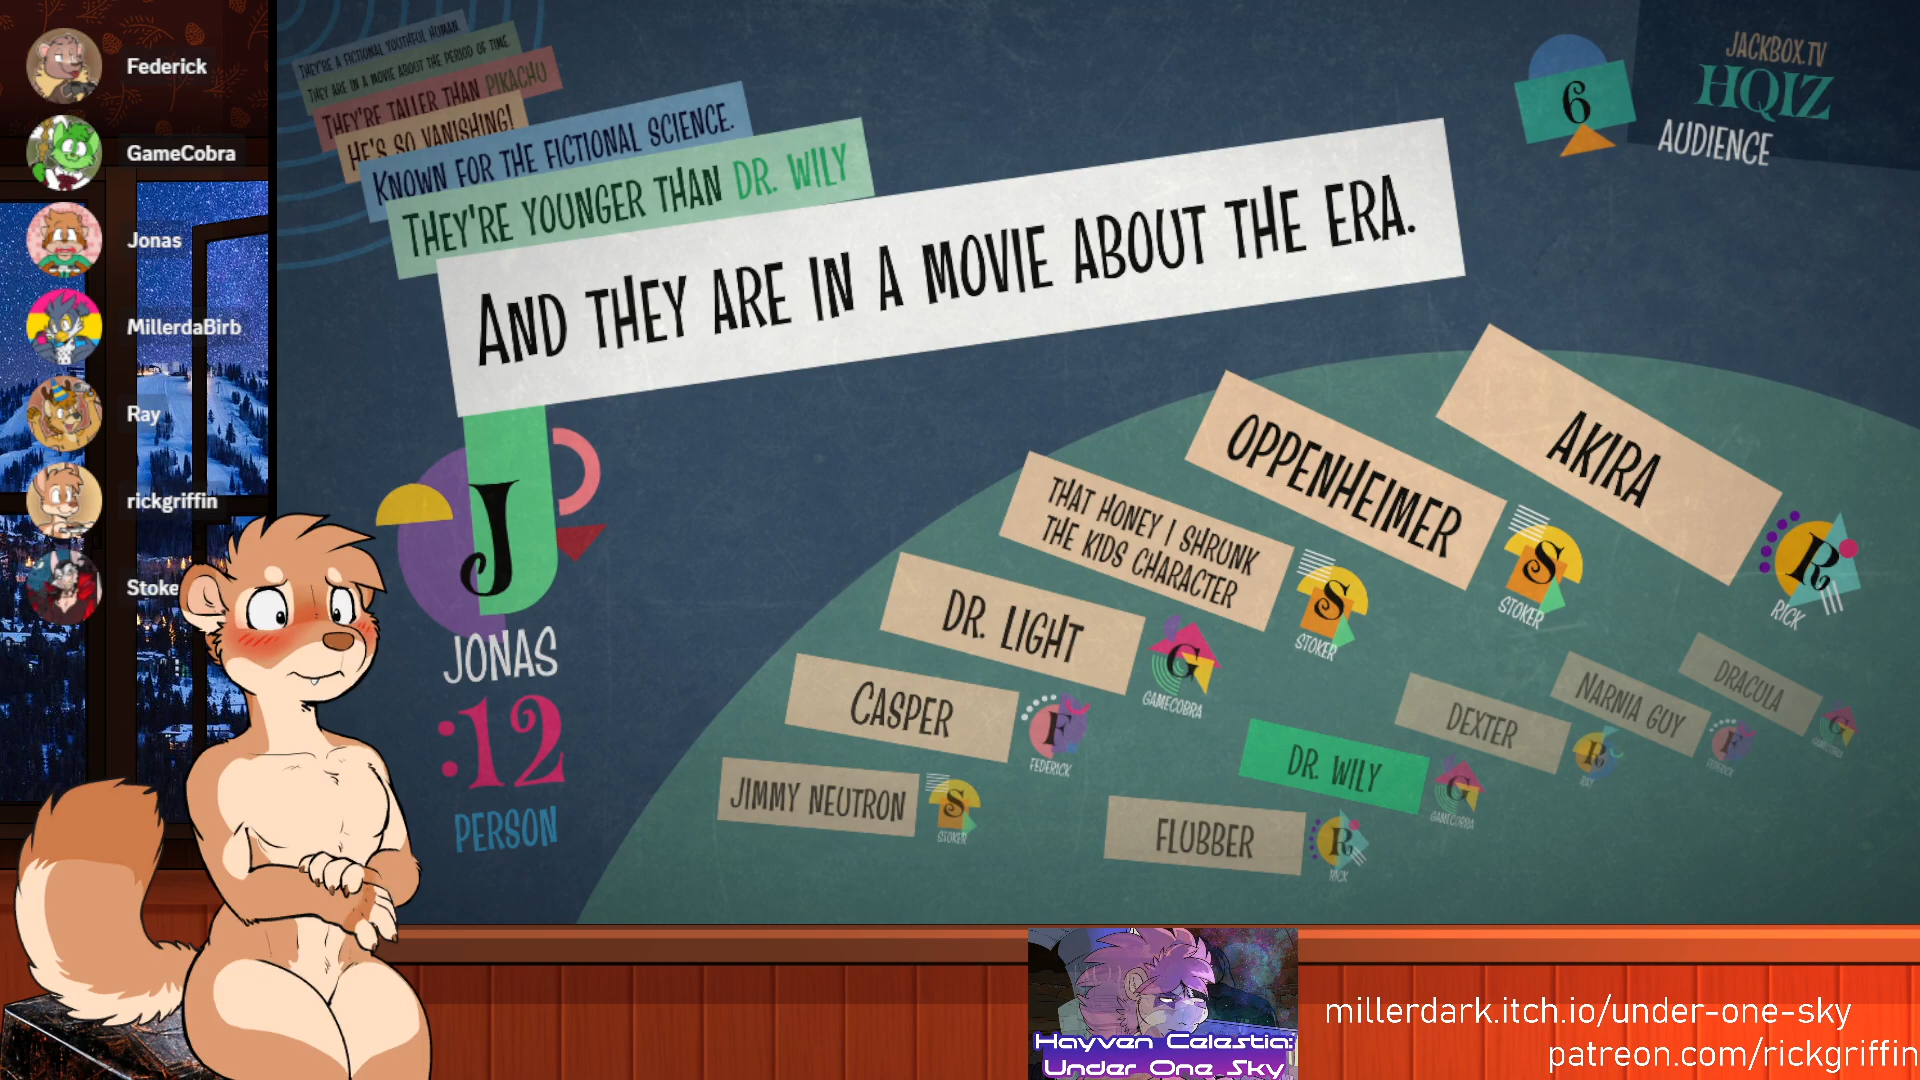 Federick
GameCobra
Jonas
MillerdaBirb
Ray
rickgriffin
Stoke
THEY'RE A FICTIONAL YOUTHFUL HUMAN.
THEY ARE IN A MOVIE ABOUT THE PERIOD OF TIME.
THEY'RE TALLER THAN PIKACHU
HE'S SO VANISHING!
KNOWN FOR THE FICTIONAL SCIENCE.
THEY'RE YOUNGER THAN DR. WILY
AND THEY ARE IN A MOVIE ABOUT THE ERA.
6
JACKBOX.TV
HQIZ
AUDIENCE
J
JONAS
:12
PERSON
AKIRA
R
RICK
OPPENHEIMER
S
STOKER
THAT HONEY I SHRUNK
THE KIDS CHARACTER
S
STOKER
DR. LIGHT
G
GAMECOBRA
CASPER
F
FEDERICK
JIMMY NEUTRON
S
STOKER
DRACULA
G
GAMECOBRA
NARNIA GUY
F
FEDERICK
DEXTER
R
RAY
DR. WILY
G
GAMECOBRA
FLUBBER
R
RICK
Hayven Celestia:
Under One Sky
millerdark.itch.io/under-one-sky
patreon.com/rickgriffin